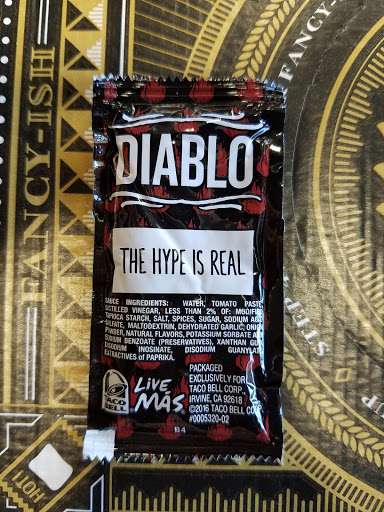 FANCY-ISH
FANCY-
DIABLO
THE HYPE IS REAL
SAUCE INGREDIENTS: WATER, TOMATO PASTE,
DISTILLED VINEGAR, LESS THAN 2% OF: MODIFIED
TAPIOCA STARCH, SALT, SPICES, SUGAR, SODIUM ACID
SULFATE, MALTODEXTRIN, DEHYDRATED GARLIC, ONION
POWDER, NATURAL FLAVORS, POTASSIUM SORBATE &
SODIUM BENZOATE (PRESERVATIVES), XANTHAN GUM,
DISODIUM INOSINATE, DISODIUM GUANYLATE,
EXTRACTIVES of PAPRIKA.
TACO
BELL
LIVE
MÁS
PACKAGED
EXCLUSIVELY FOR
TACO BELL CORP.,
IRVINE, CA 92618
©2016 TACO BELL CORP.
#0005320-02
B4
HOT!